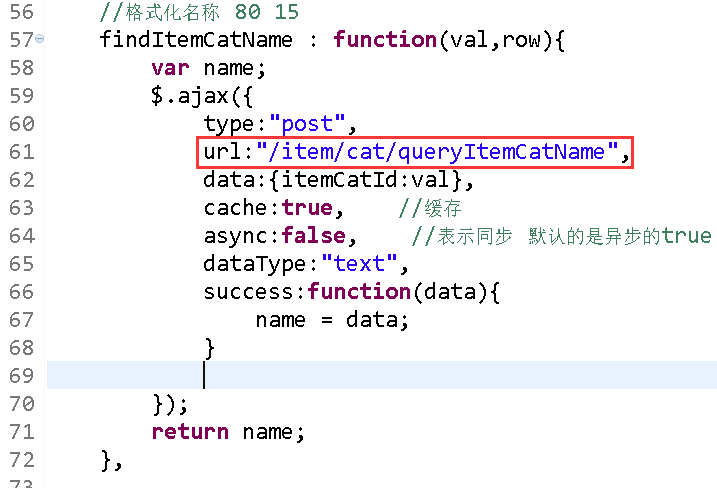 56 //格式化名称 80 15
57 findItemCatName : function(val,row){
58 var name;
59 $.ajax({
60 type:"post",
61 url:"/item/cat/queryItemCatName",
62 data:{itemCatId:val},
63 cache:true, //缓存
64 async:false, //表示同步 默认的是异步的true
65 dataType:"text",
66 success:function(data){
67 name = data;
68 }
69
70 });
71 return name;
72 },
73